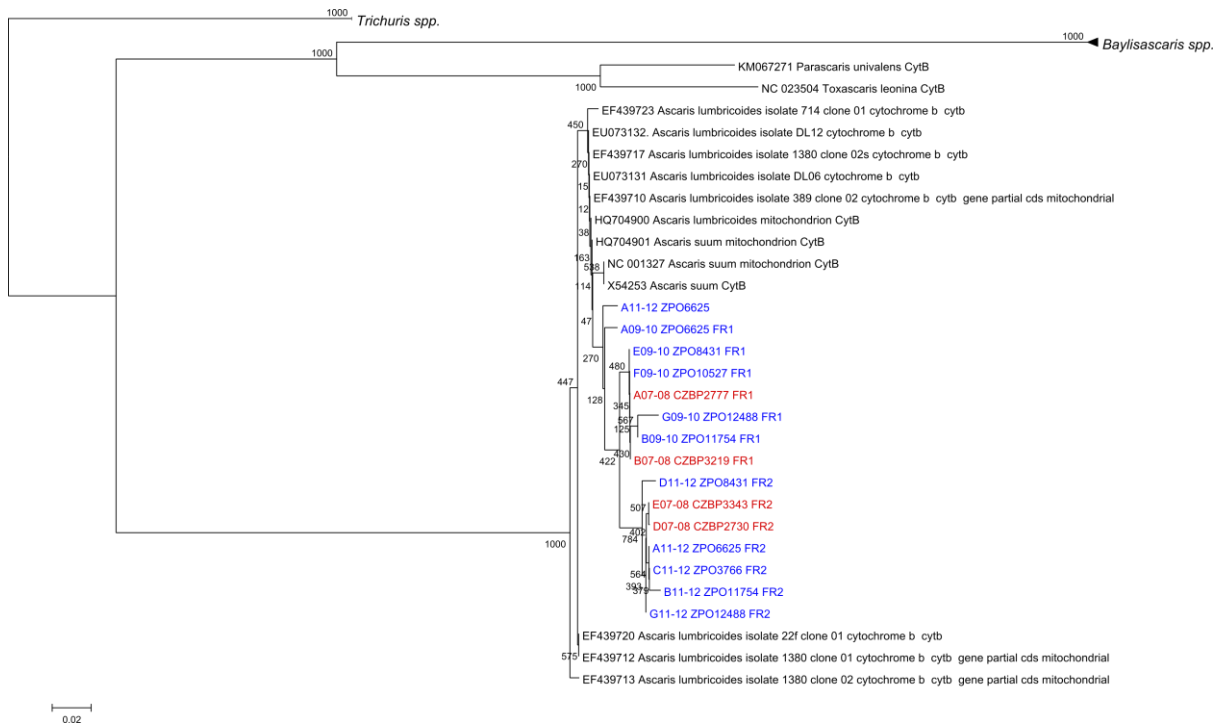 1000
Trichuris spp.
1000
Baylisascaris spp.
1000
KM067271 Parascaris univalens CytB
1000
NC 023504 Toxascaris leonina CytB
EF439723 Ascaris lumbricoides isolate 714 clone 01 cytochrome b cytb
450
EU073132. Ascaris lumbricoides isolate DL12 cytochrome b cytb
EF439717 Ascaris lumbricoides isolate 1380 clone 02s cytochrome b cytb
270
EU073131 Ascaris lumbricoides isolate DL06 cytochrome b cytb
15
EF439710 Ascaris lumbricoides isolate 389 clone 02 cytochrome b cytb gene partial cds mitochondrial
12
HQ704900 Ascaris lumbricoides mitochondrion CytB
38
HQ704901 Ascaris suum mitochondrion CytB
163
538
NC 001327 Ascaris suum mitochondrion CytB
114
X54253 Ascaris suum CytB
A11-12 ZPO6625
47
A09-10 ZPO6625 FR1
270
E09-10 ZPO8431 FR1
480
F09-10 ZPO10527 FR1
447
128
A07-08 CZBP2777 FR1
345
G09-10 ZPO12488 FR1
567
125
B09-10 ZPO11754 FR1
430
422
B07-08 CZBP3219 FR1
D11-12 ZPO8431 FR2
507
E07-08 CZBP3343 FR2
402
D07-08 CZBP2730 FR2
784
1000
A11-12 ZPO6625 FR2
564
C11-12 ZPO3766 FR2
393
379
B11-12 ZPO11754 FR2
G11-12 ZPO12488 FR2
EF439720 Ascaris lumbricoides isolate 22f clone 01 cytochrome b cytb
575
EF439712 Ascaris lumbricoides isolate 1380 clone 01 cytochrome b cytb gene partial cds mitochondrial
EF439713 Ascaris lumbricoides isolate 1380 clone 02 cytochrome b cytb gene partial cds mitochondrial
0.02